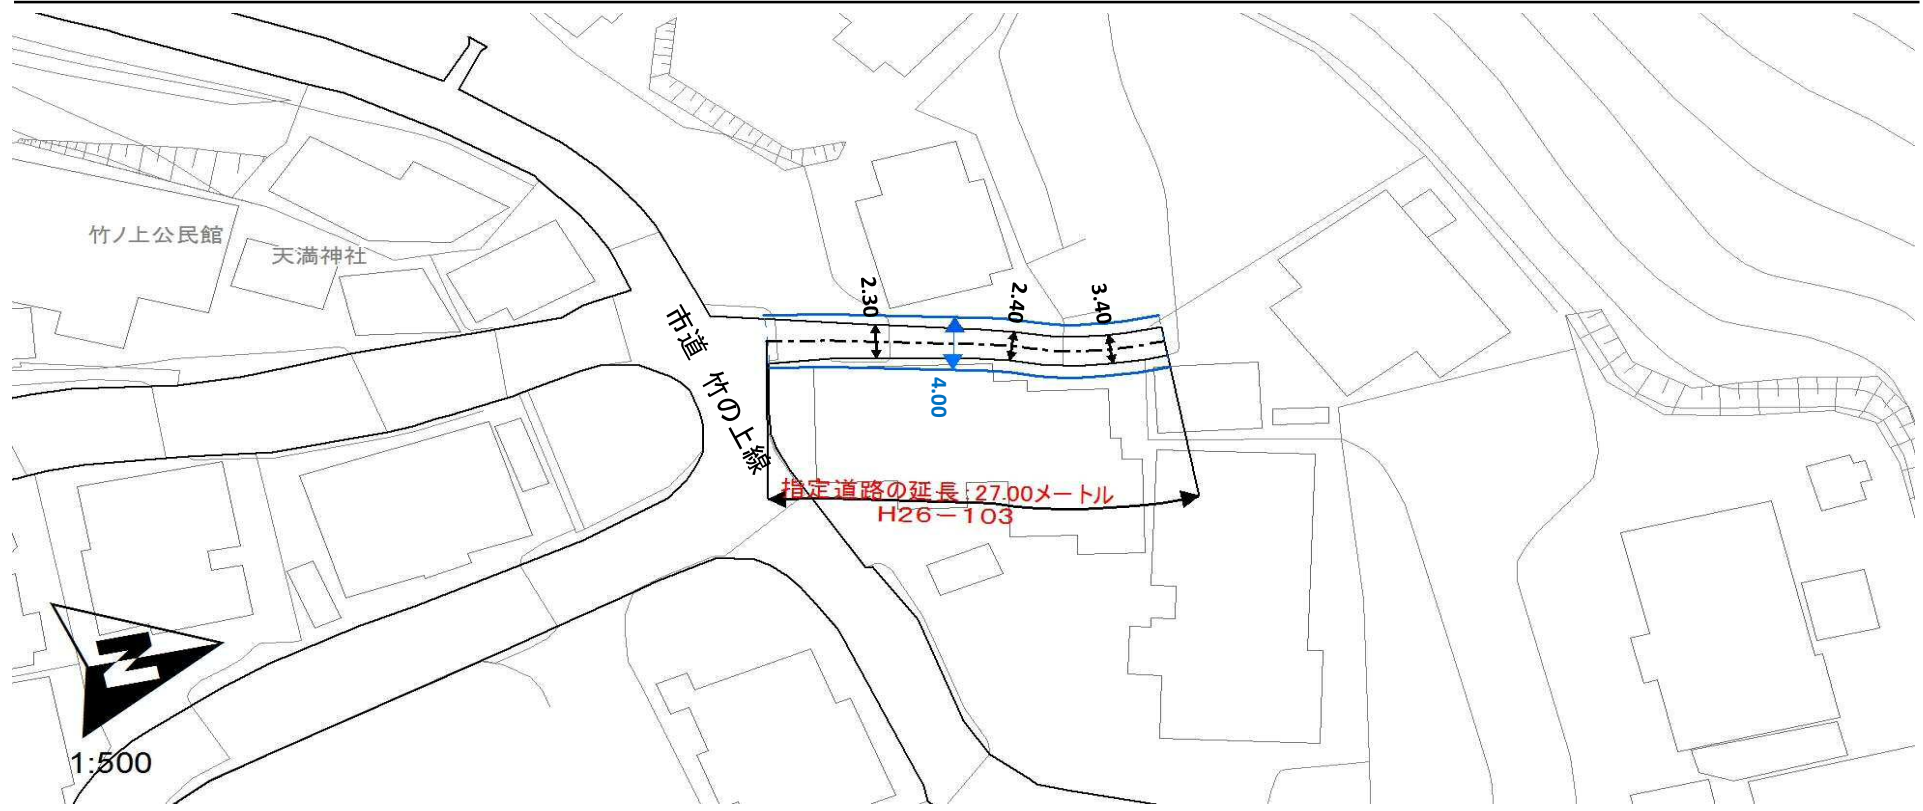 竹ノ上公民館
天満神社
市道 竹の上線
2.30
2.40
3.40
4.00
指定道路の延長:27.00メートル
H26-103
N
1:500